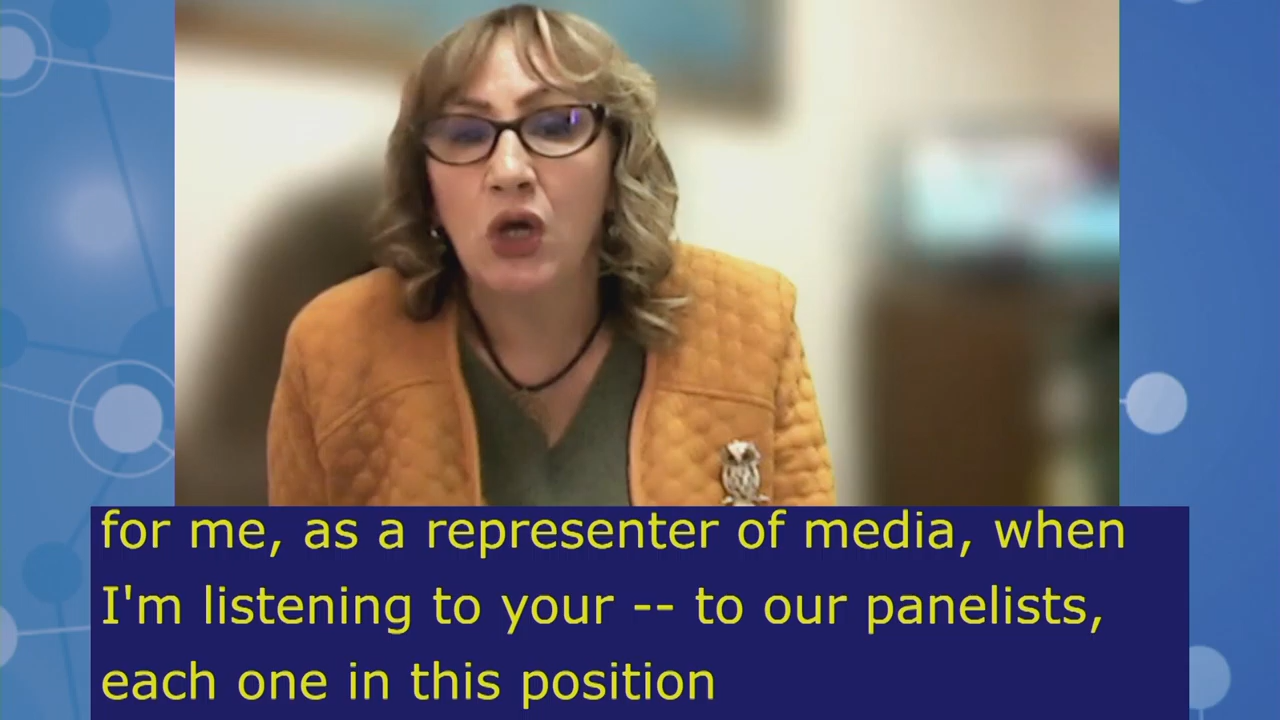 for me, as a representer of media, when
I'm listening to your -- to our panelists,
each one in this position